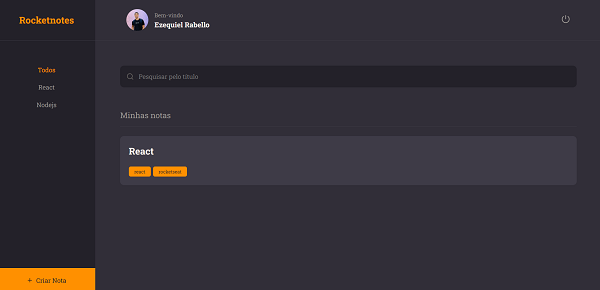 Rocketnotes
Bem-vindo
Ezequiel Rabello
Todos
React
Nodejs
Pesquisar pelo título
Minhas notas
React
react
rocketseat
+ Criar Nota